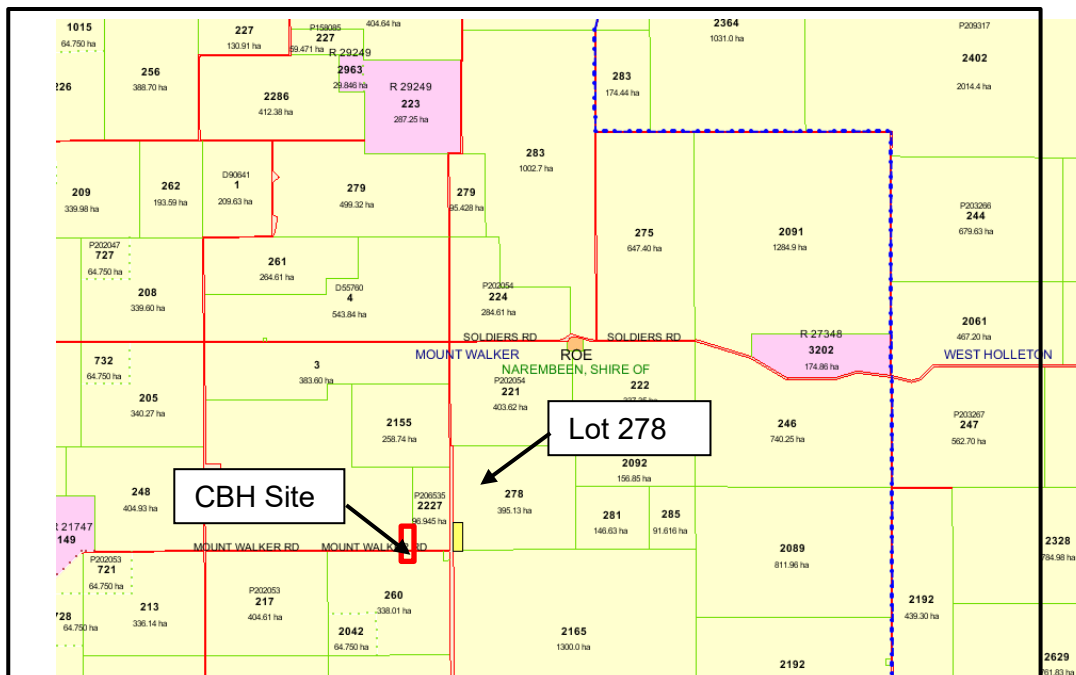 1015
64.750 ha
227
130.91 ha
P158085
227
69.471 ha
404.64 ha
2364
1031.0 ha
P209317
2402
2014.4 ha
226
256
388.70 ha
R 29249
2963
29.846 ha
R 29249
223
287.25 ha
2286
412.38 ha
283
174.44 ha
283
1002.7 ha
209
339.98 ha
262
193.59 ha
D90641
1
209.63 ha
279
499.32 ha
279
95.428 ha
275
647.40 ha
2091
1284.9 ha
P203266
244
679.63 ha
P202047
727
64.750 ha
208
339.60 ha
261
264.61 ha
D55760
4
543.84 ha
P202054
224
284.61 ha
2061
467.20 ha
SOLDIERS RD
SOLDIERS RD
R 27348
3202
174.86 ha
MOUNT WALKER
ROE
WEST HOLLETON
NAREMBEEN, SHIRE OF
732
64.750 ha
3
383.60 ha
205
340.27 ha
P202054
221
403.62 ha
222
2155
258.74 ha
Lot 278
246
740.25 ha
P203267
247
562.70 ha
2092
156.85 ha
CBH Site
248
404.93 ha
P206535
2227
96.945 ha
278
395.13 ha
281
146.63 ha
285
91.616 ha
R 21747
149
MOUNT WALKER RD
MOUNT WALKER RD
2089
811.96 ha
2328
784.98 ha
P202053
721
64.750 ha
213
336.14 ha
P202053
217
404.61 ha
260
338.01 ha
2192
439.30 ha
728
64.750 ha
2042
64.750 ha
2165
1300.0 ha
2192
2629
761.83 ha